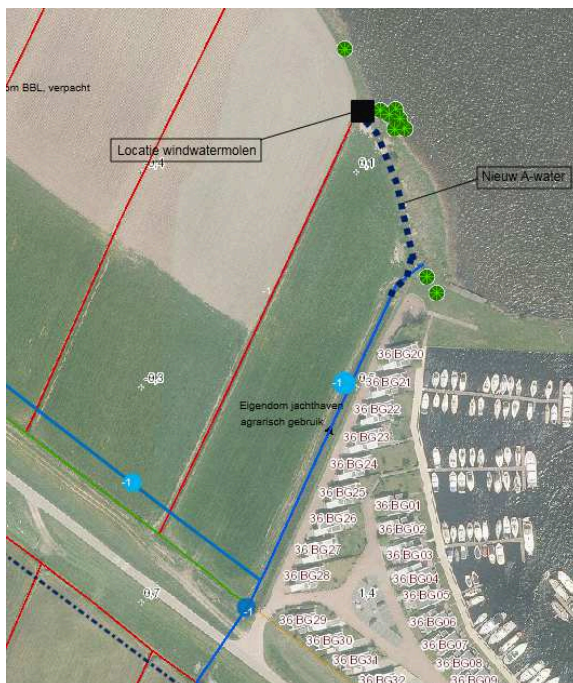 om BBL, verpacht
Locatie windwatermolen
Nieuw A-water
-1
36 BG20
-1
36 BG21
Eigendom jachthaven
agrarisch gebruik
36 BG22
36 BG23
36 BG24
-1
36 BG25
36 BG01
36 BG26
36 BG02
36 BG27
36 BG03
36 BG28
36 BG04
36 BG05
0,7
1,4
-1
36 BG29
36 BG06
36 BG30
36 BG07
36 BG31
36 BG08
36 BG32
36 BG09